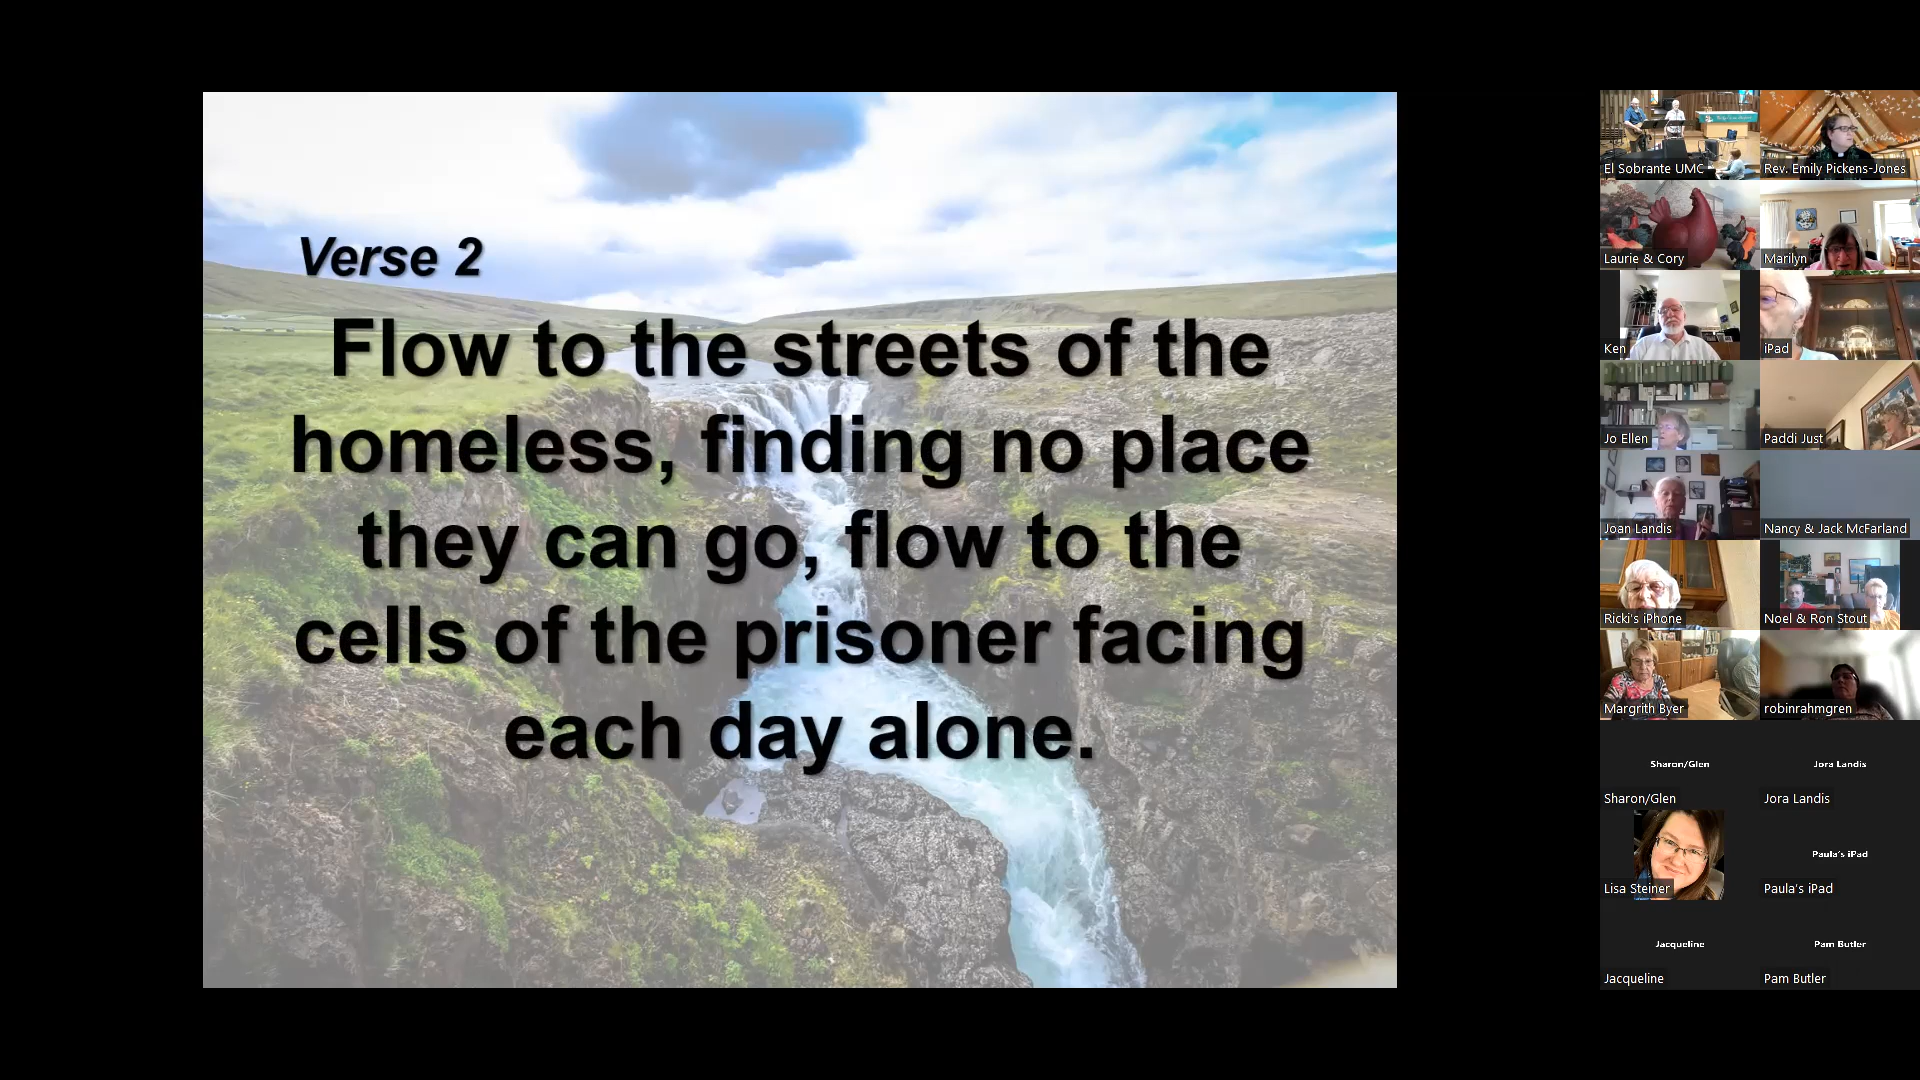 Verse 2
Flow to the streets of the
homeless, finding no place
they can go, flow to the
cells of the prisoner facing
each day alone.
El Sobrante UMC
Rev. Emily Pickens-Jones
Laurie & Cory
Marilyn
Ken
iPad
Jo Ellen
Paddi Just
Joan Landis
Nancy & Jack McFarland
Ricki's iPhone
Noel & Ron Stout
Margrith Byer
robinrahmgren
Sharon/Glen
Jora Landis
Sharon/Glen
Jora Landis
Lisa Steiner
Paula's iPad
Paula's iPad
Jacqueline
Pam Butler
Jacqueline
Pam Butler